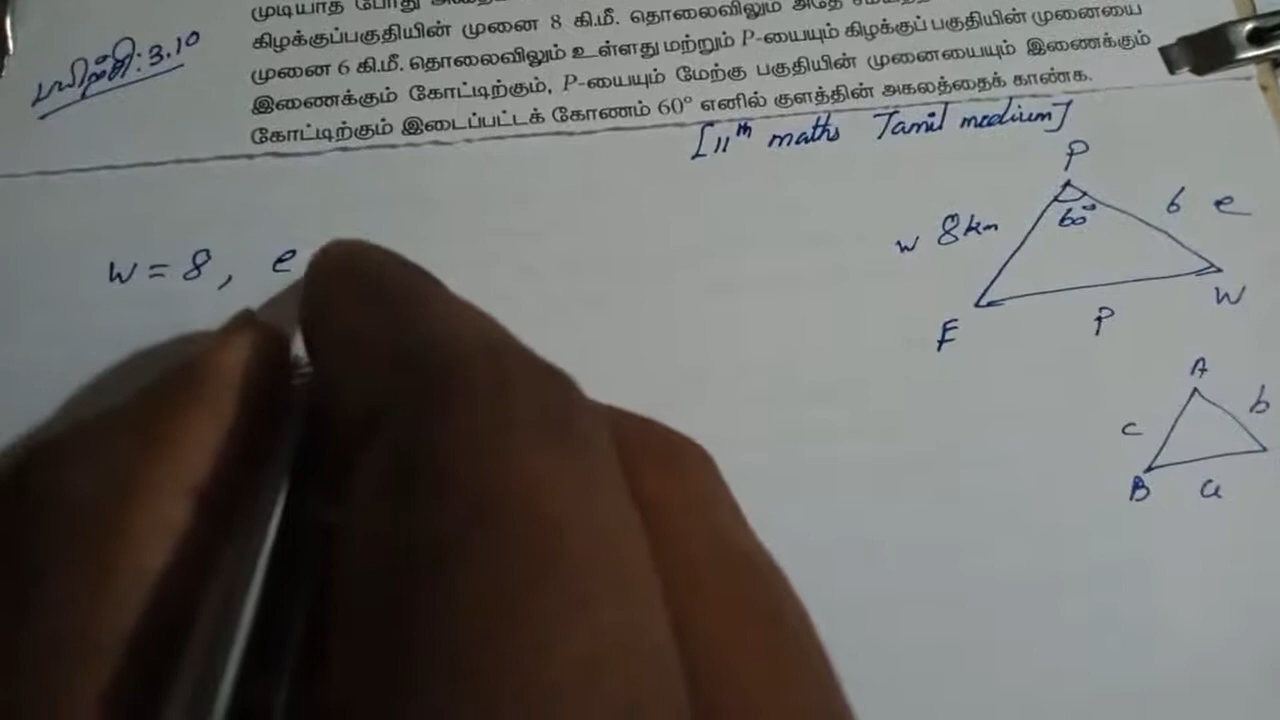 முடியாத போது
கிழக்குப்பகுதியின் முனை 8 கி.மீ. தொலைவிலும் அதே
முனை 6 கி.மீ. தொலைவிலும் உள்ளது மற்றும் P-யையும் கிழக்குப் பகுதியின் முனையை
இணைக்கும் கோட்டிற்கும், P-யையும் மேற்கு பகுதியின் முனையையும் இணைக்கும்
கோட்டிற்கும் இடைப்பட்டக் கோணம் 60° எனில் குளத்தின் அகலத்தைக் காண்க.
பயிற்சி: 3.10
[11th maths Tamil medium]
P
60°
w 8km
6 e
E
P
W
w = 8, e
A
c
b
B
a